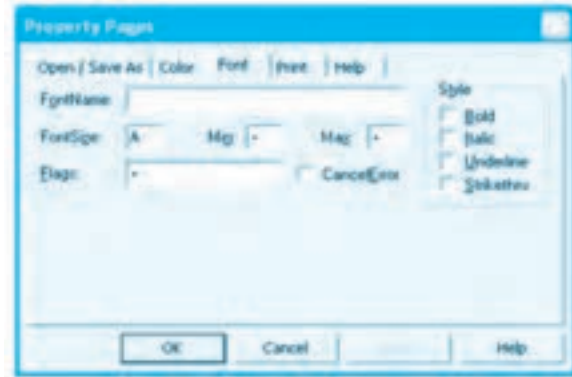 Property Pages
Open / Save As Color Font Print Help
FontName: Style
Bold
FontSize: Min: Max: Italic
Flags: CancelError Underline
Strikethru
OK Cancel Help